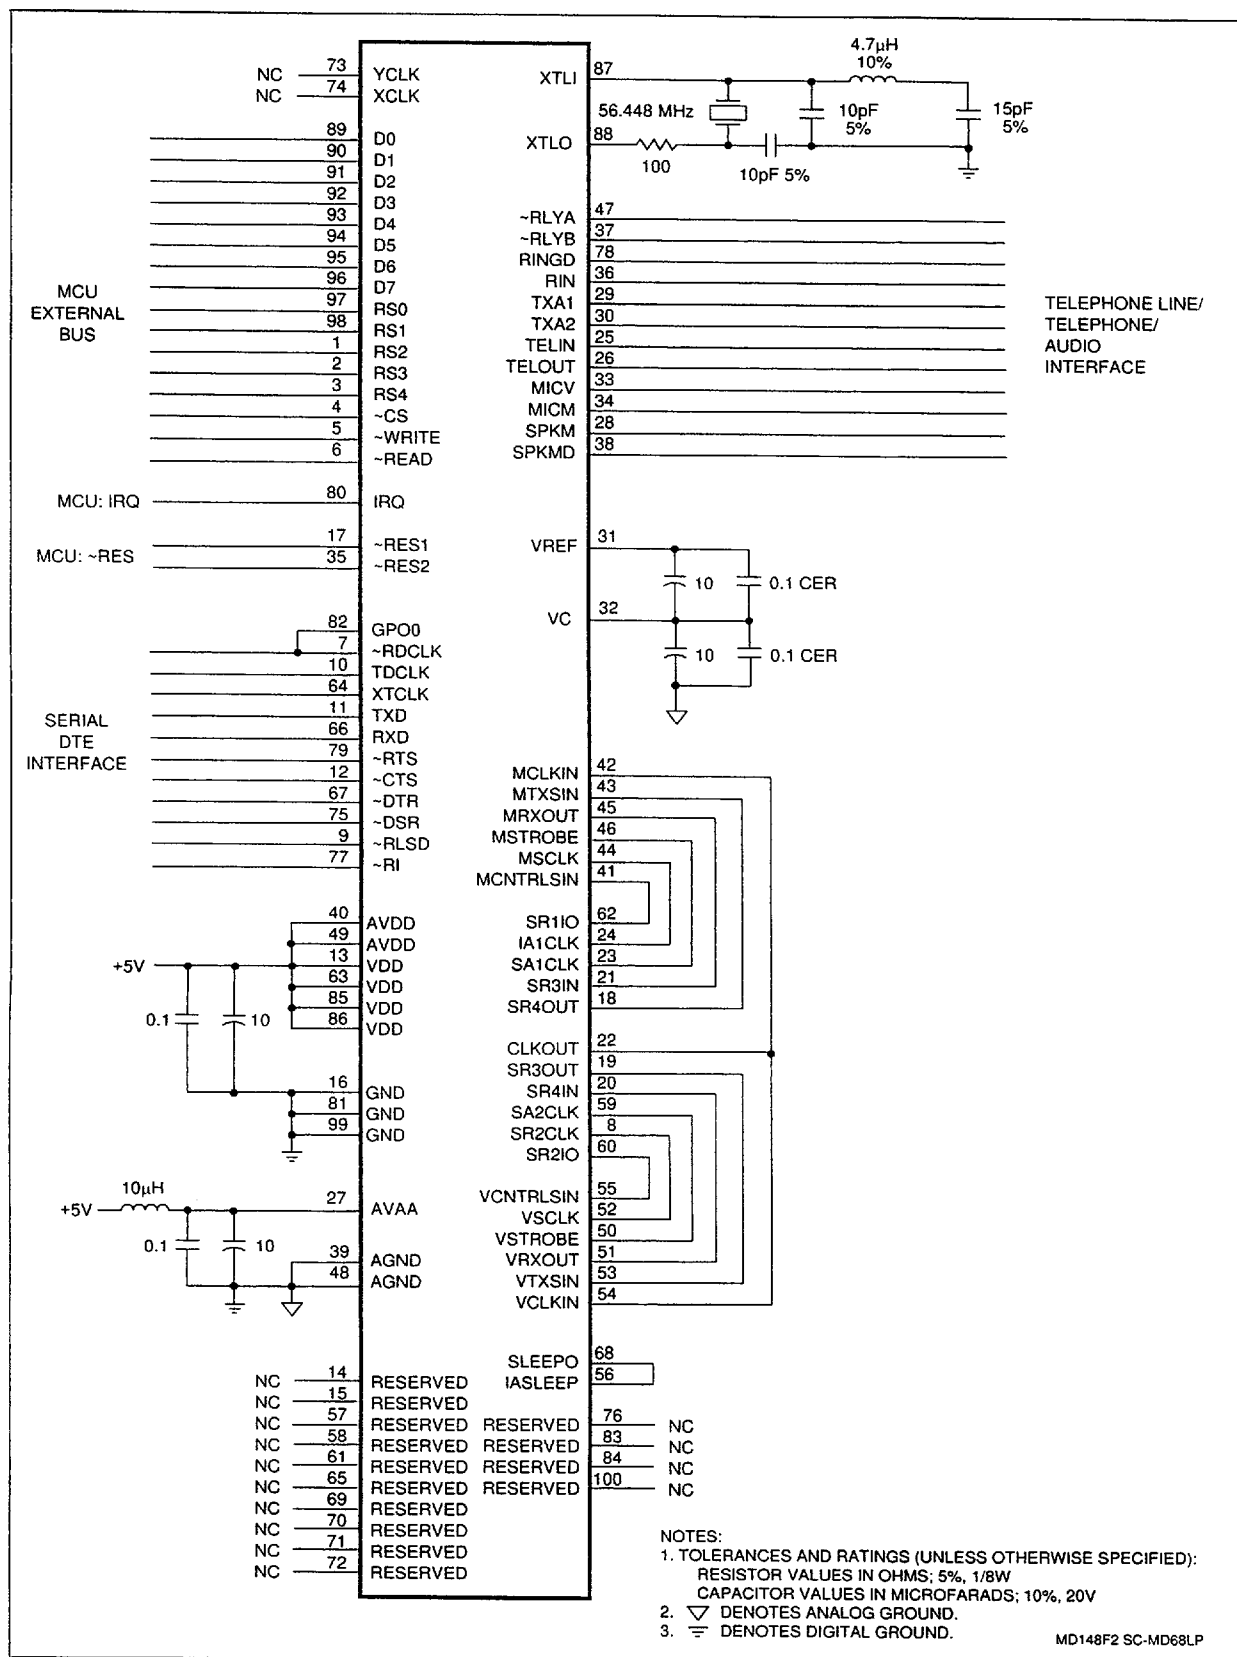 NC 73 YCLK
NC 74 XCLK
89 D0
90 D1
91 D2
92 D3
93 D4
94 D5
95 D6
96 D7
97 RS0
98 RS1
1 RS2
2 RS3
3 RS4
4 ~CS
5 ~WRITE
6 ~READ
MCU
EXTERNAL
BUS
MCU: IRQ 80 IRQ
17 ~RES1
MCU: ~RES
35 ~RES2
82 GPO0
7 ~RDCLK
10 TDCLK
64 XTCLK
11 TXD
66 RXD
79 ~RTS
12 ~CTS
67 ~DTR
75 ~DSR
9 ~RLSD
77 ~RI
SERIAL
DTE
INTERFACE
40 AVDD
49 AVDD
+5V 13 VDD
63 VDD
85 VDD
86 VDD
0.1 10
16 GND
81 GND
99 GND
10µH
+5V 27 AVAA
0.1 10
39 AGND
48 AGND
NC 14 RESERVED
NC 15 RESERVED
NC 57 RESERVED
NC 58 RESERVED
NC 61 RESERVED
NC 65 RESERVED
NC 69 RESERVED
NC 70 RESERVED
NC 71 RESERVED
NC 72 RESERVED
XTLI 87
4.7µH
10%
56.448 MHz
10pF
5%
15pF
5%
XTLO 88
100
10pF 5%
~RLYA 47
~RLYB 37
RINGD 78
RIN 36
TXA1 29
TXA2 30
TELIN 25
TELOUT 26
MICV 33
MICM 34
SPKM 28
SPKMD 38
TELEPHONE LINE/
TELEPHONE/
AUDIO
INTERFACE
VREF 31
10 0.1 CER
VC 32
10 0.1 CER
MCLKIN 42
MTXSIN 43
MRXOUT 45
MSTROBE 46
MSCLK 44
MCNTRLSIN 41
SR1IO 62
IA1CLK 24
SA1CLK 23
SR3IN 21
SR4OUT 18
CLKOUT 22
SR3OUT 19
SR4IN 20
SA2CLK 59
SR2CLK 8
SR2IO 60
VCNTRLSIN 55
VSCLK 52
VSTROBE 50
VRXOUT 51
VTXSIN 53
VCLKIN 54
SLEEPO 68
IASLEEP 56
RESERVED 76 NC
RESERVED 83 NC
RESERVED 84 NC
RESERVED 100 NC
NOTES:
1. TOLERANCES AND RATINGS (UNLESS OTHERWISE SPECIFIED):
RESISTOR VALUES IN OHMS; 5%, 1/8W
CAPACITOR VALUES IN MICROFARADS; 10%, 20V
2. DENOTES ANALOG GROUND.
3. DENOTES DIGITAL GROUND.
MD148F2 SC-MD68LP